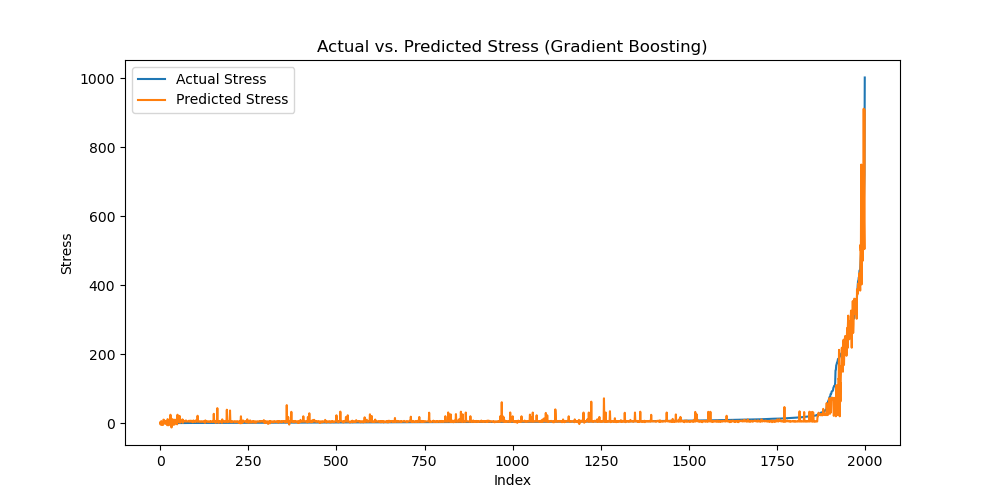 Actual vs. Predicted Stress (Gradient Boosting)
Actual Stress
Predicted Stress
1000
800
600
400
200
0
Stress
0 250 500 750 1000 1250 1500 1750 2000
Index